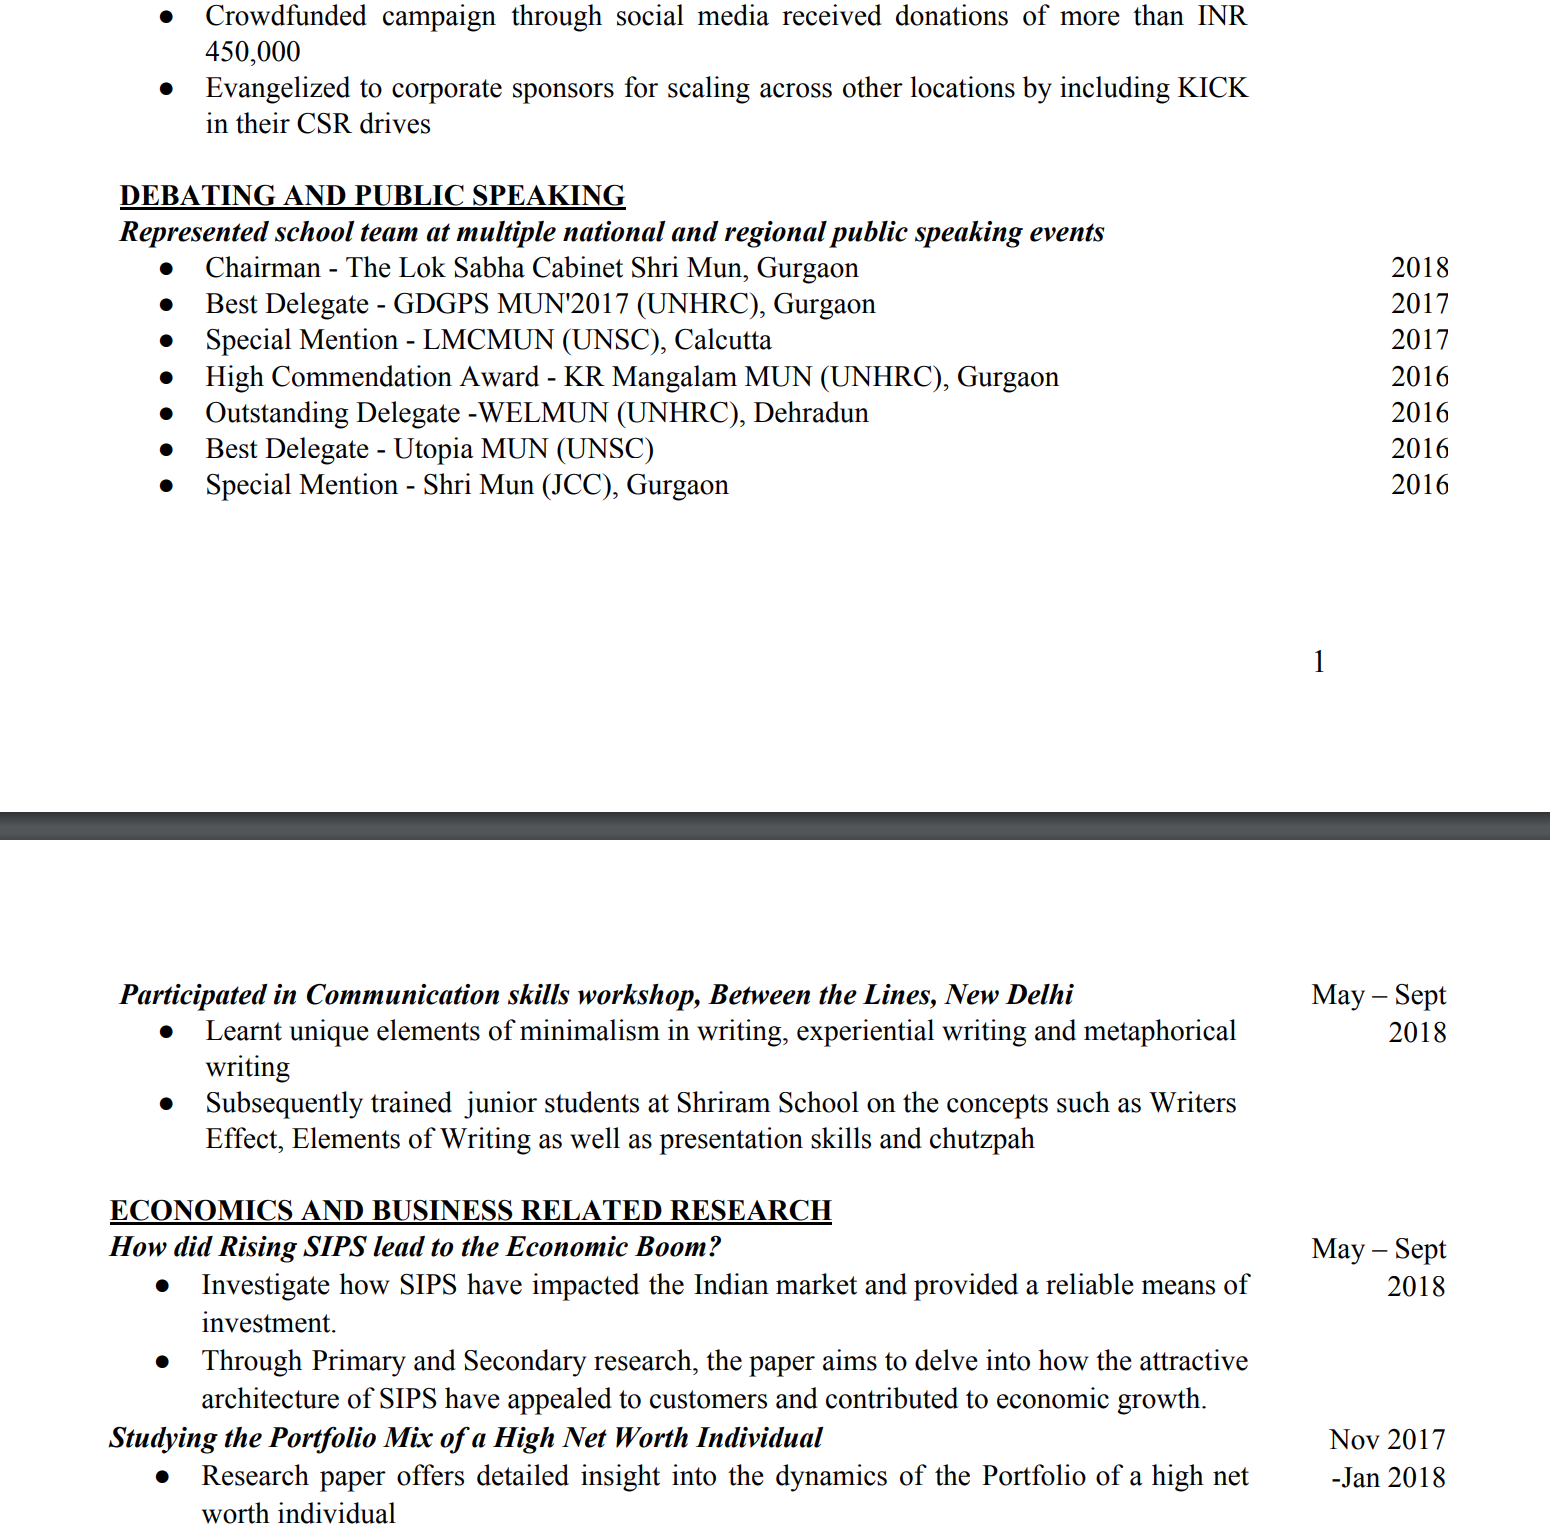 ● Crowdfunded campaign through social media received donations of more than INR
450,000
● Evangelized to corporate sponsors for scaling across other locations by including KICK
in their CSR drives
DEBATING AND PUBLIC SPEAKING
Represented school team at multiple national and regional public speaking events
● Chairman - The Lok Sabha Cabinet Shri Mun, Gurgaon 2018
● Best Delegate - GDGPS MUN'2017 (UNHRC), Gurgaon 2017
● Special Mention - LMCMUN (UNSC), Calcutta 2017
● High Commendation Award - KR Mangalam MUN (UNHRC), Gurgaon 2016
● Outstanding Delegate -WELMUN (UNHRC), Dehradun 2016
● Best Delegate - Utopia MUN (UNSC) 2016
● Special Mention - Shri Mun (JCC), Gurgaon 2016
1
Participated in Communication skills workshop, Between the Lines, New Delhi May – Sept
● Learnt unique elements of minimalism in writing, experiential writing and metaphorical 2018
writing
● Subsequently trained  junior students at Shriram School on the concepts such as Writers
Effect, Elements of Writing as well as presentation skills and chutzpah
ECONOMICS AND BUSINESS RELATED RESEARCH
How did Rising SIPS lead to the Economic Boom? May – Sept
● Investigate how SIPS have impacted the Indian market and provided a reliable means of 2018
investment.
● Through Primary and Secondary research, the paper aims to delve into how the attractive
architecture of SIPS have appealed to customers and contributed to economic growth.
Studying the Portfolio Mix of a High Net Worth Individual Nov 2017
● Research paper offers detailed insight into the dynamics of the Portfolio of a high net -Jan 2018
worth individual